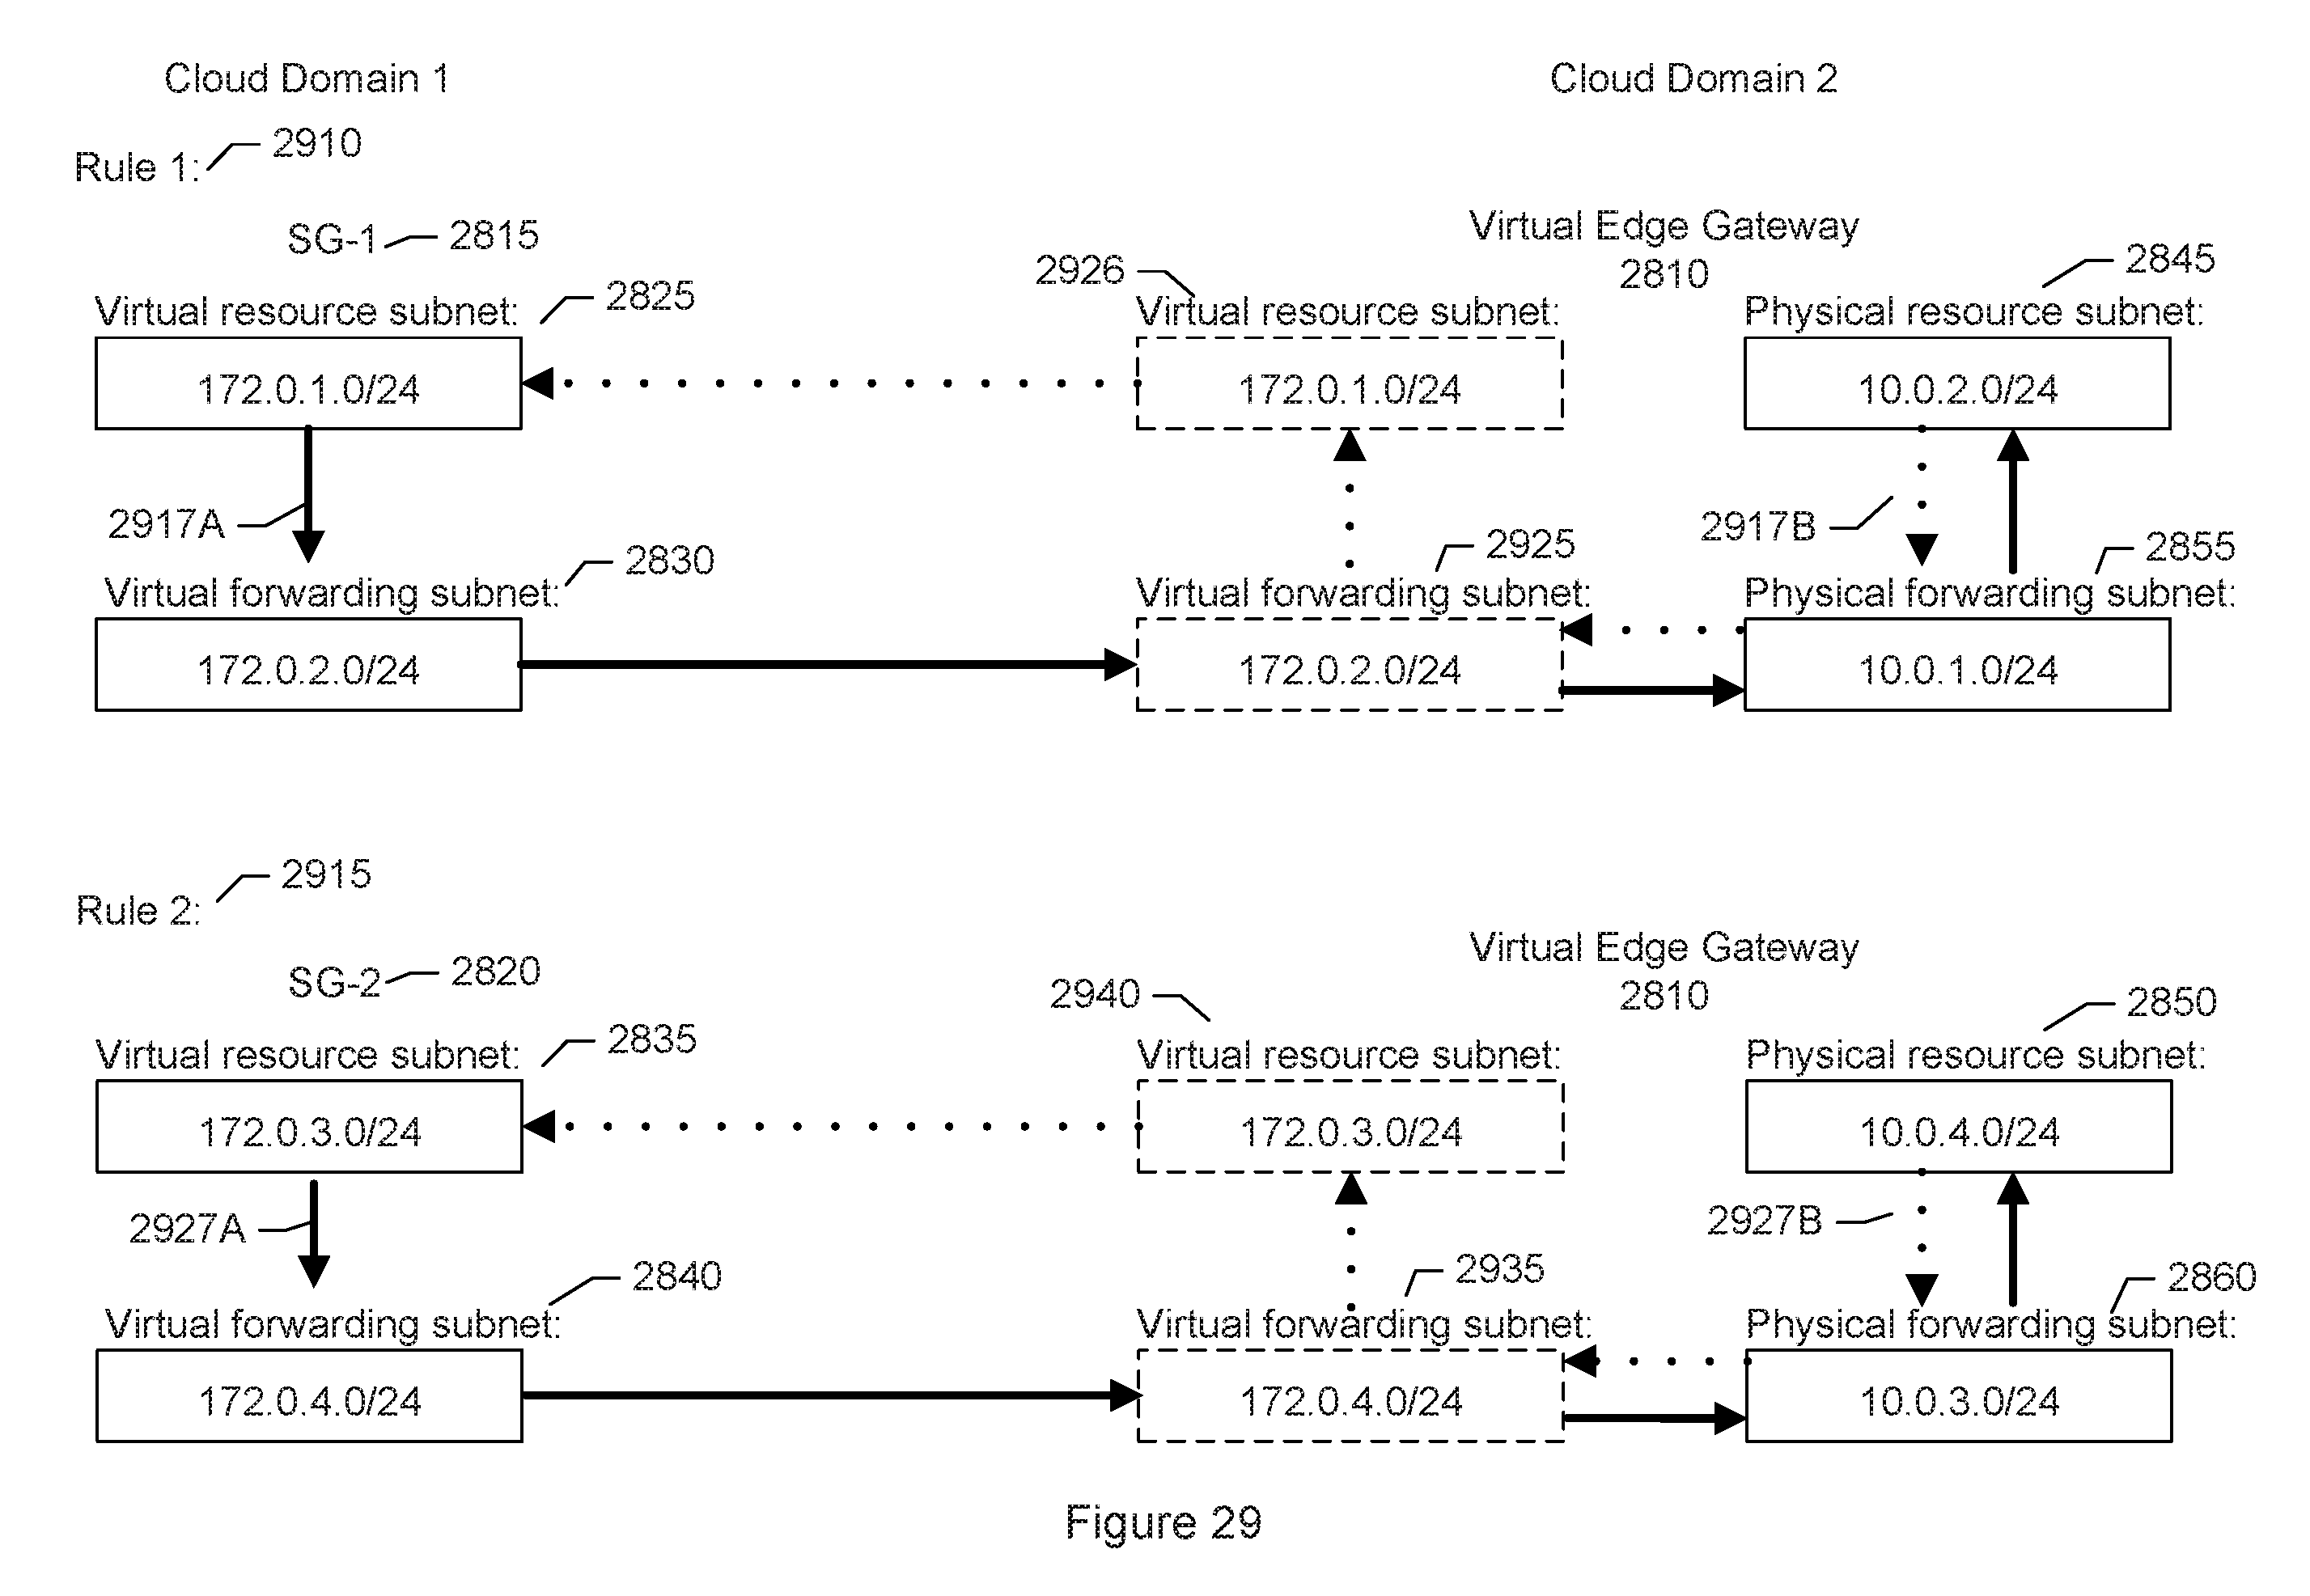 Cloud Domain 1
Cloud Domain 2
Rule 1:
2910
SG-1
2815
Virtual Edge Gateway
2810
2926
2845
Virtual resource subnet:
2825
Virtual resource subnet:
Physical resource subnet:
172.0.1.0/24
172.0.1.0/24
10.0.2.0/24
2917A
2917B
2830
2925
2855
Virtual forwarding subnet:
Virtual forwarding subnet:
Physical forwarding subnet:
172.0.2.0/24
172.0.2.0/24
10.0.1.0/24
Rule 2:
2915
SG-2
2820
Virtual Edge Gateway
2810
2940
2850
Virtual resource subnet:
2835
Virtual resource subnet:
Physical resource subnet:
172.0.3.0/24
172.0.3.0/24
10.0.4.0/24
2927A
2927B
2840
2935
2860
Virtual forwarding subnet:
Virtual forwarding subnet:
Physical forwarding subnet:
172.0.4.0/24
172.0.4.0/24
10.0.3.0/24
Figure 29